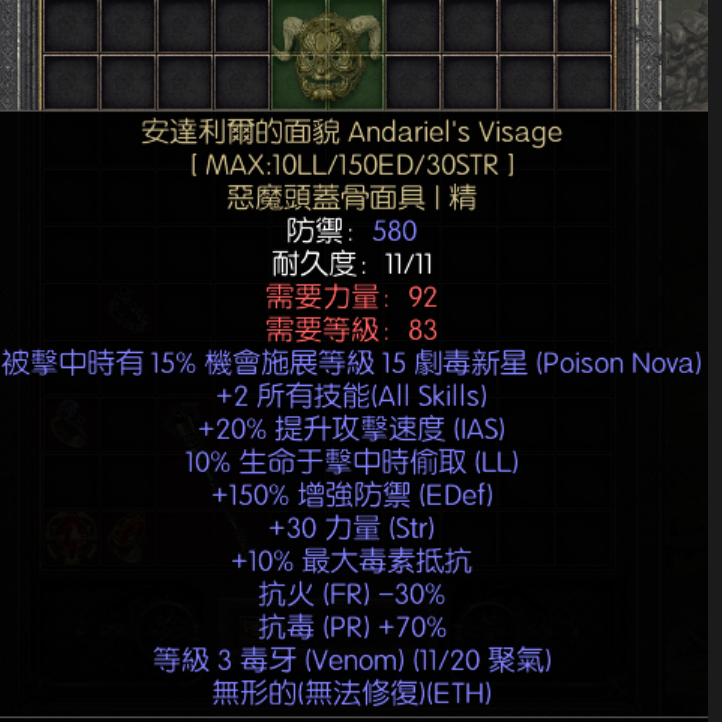 安達利爾的面貌 Andariel's Visage
[ MAX:10LL/150ED/30STR ]
惡魔頭蓋骨面具 | 精
防禦: 580
耐久度: 11/11
需要力量: 92
需要等級: 83
被擊中時有 15% 機會施展等級 15 劇毒新星 (Poison Nova)
+2 所有技能(All Skills)
+20% 提升攻擊速度 (IAS)
10% 生命于擊中時偷取 (LL)
+150% 增強防禦 (EDef)
+30 力量 (Str)
+10% 最大毒素抵抗
抗火 (FR) -30%
抗毒 (PR) +70%
等級 3 毒牙 (Venom) (11/20 聚氣)
無形的(無法修復)(ETH)